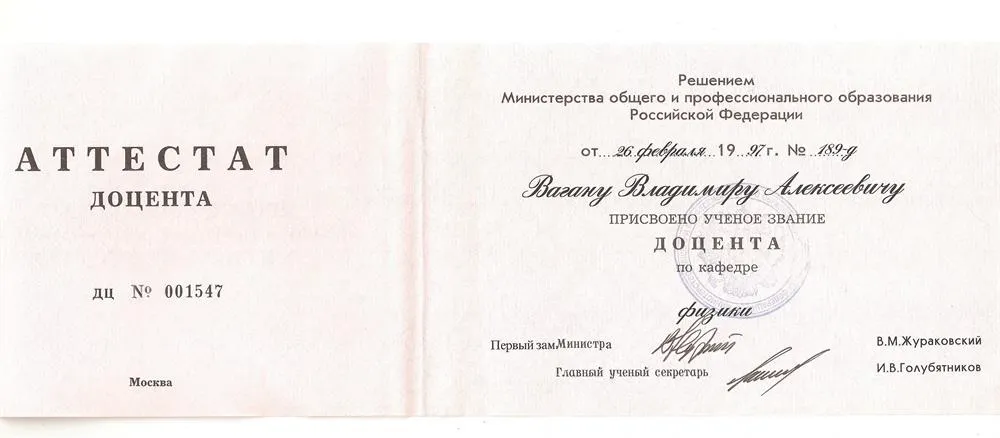 АТТЕСТАТ
ДОЦЕНТА
ДЦ № 001547
Москва
Решением
Министерства общего и профессионального образования
Российской Федерации
от 26 февраля 19 97 г. № 189-д
Вагану Владимиру Алексеевичу
ПРИСВОЕНО УЧЕНОЕ ЗВАНИЕ
ДОЦЕНТА
по кафедре
физики
Первый зам.Министра В.М.Жураковский
Главный ученый секретарь И.В.Голубятников